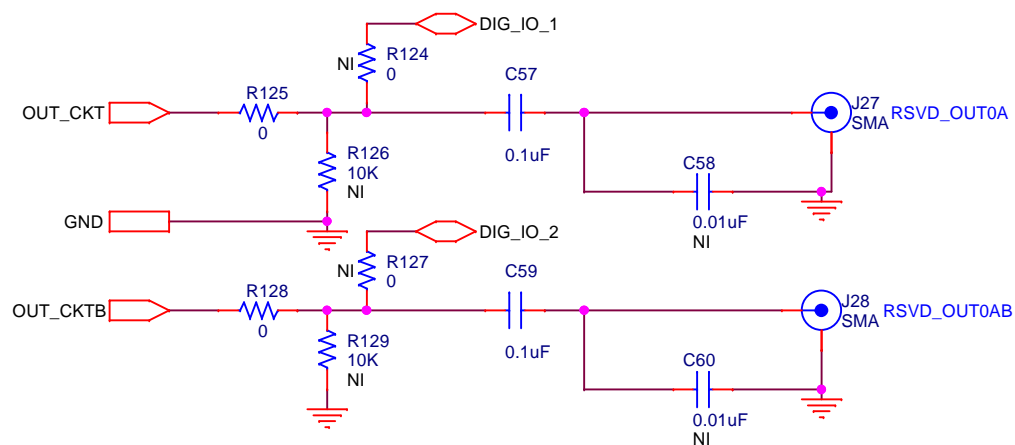 DIG_IO_1
NI
R124
0
C57
R125
OUT_CKT
0
J27
SMA
RSVD_OUT0A
R126
10K
NI
0.1uF
C58
0.01uF
NI
GND
DIG_IO_2
NI
R127
0
C59
R128
OUT_CKTB
0
J28
SMA
RSVD_OUT0AB
R129
10K
NI
0.1uF
C60
0.01uF
NI